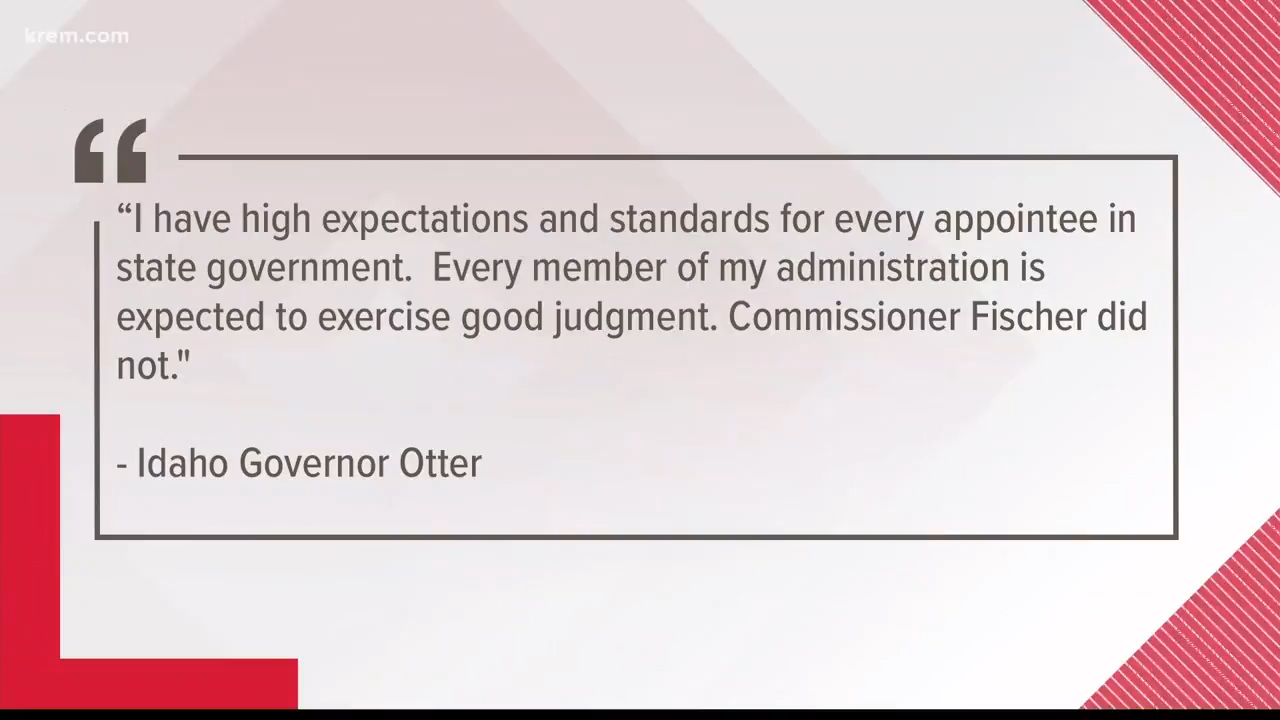 krem.com
“
“I have high expectations and standards for every appointee in
state government.  Every member of my administration is
expected to exercise good judgment. Commissioner Fischer did
not."
- Idaho Governor Otter